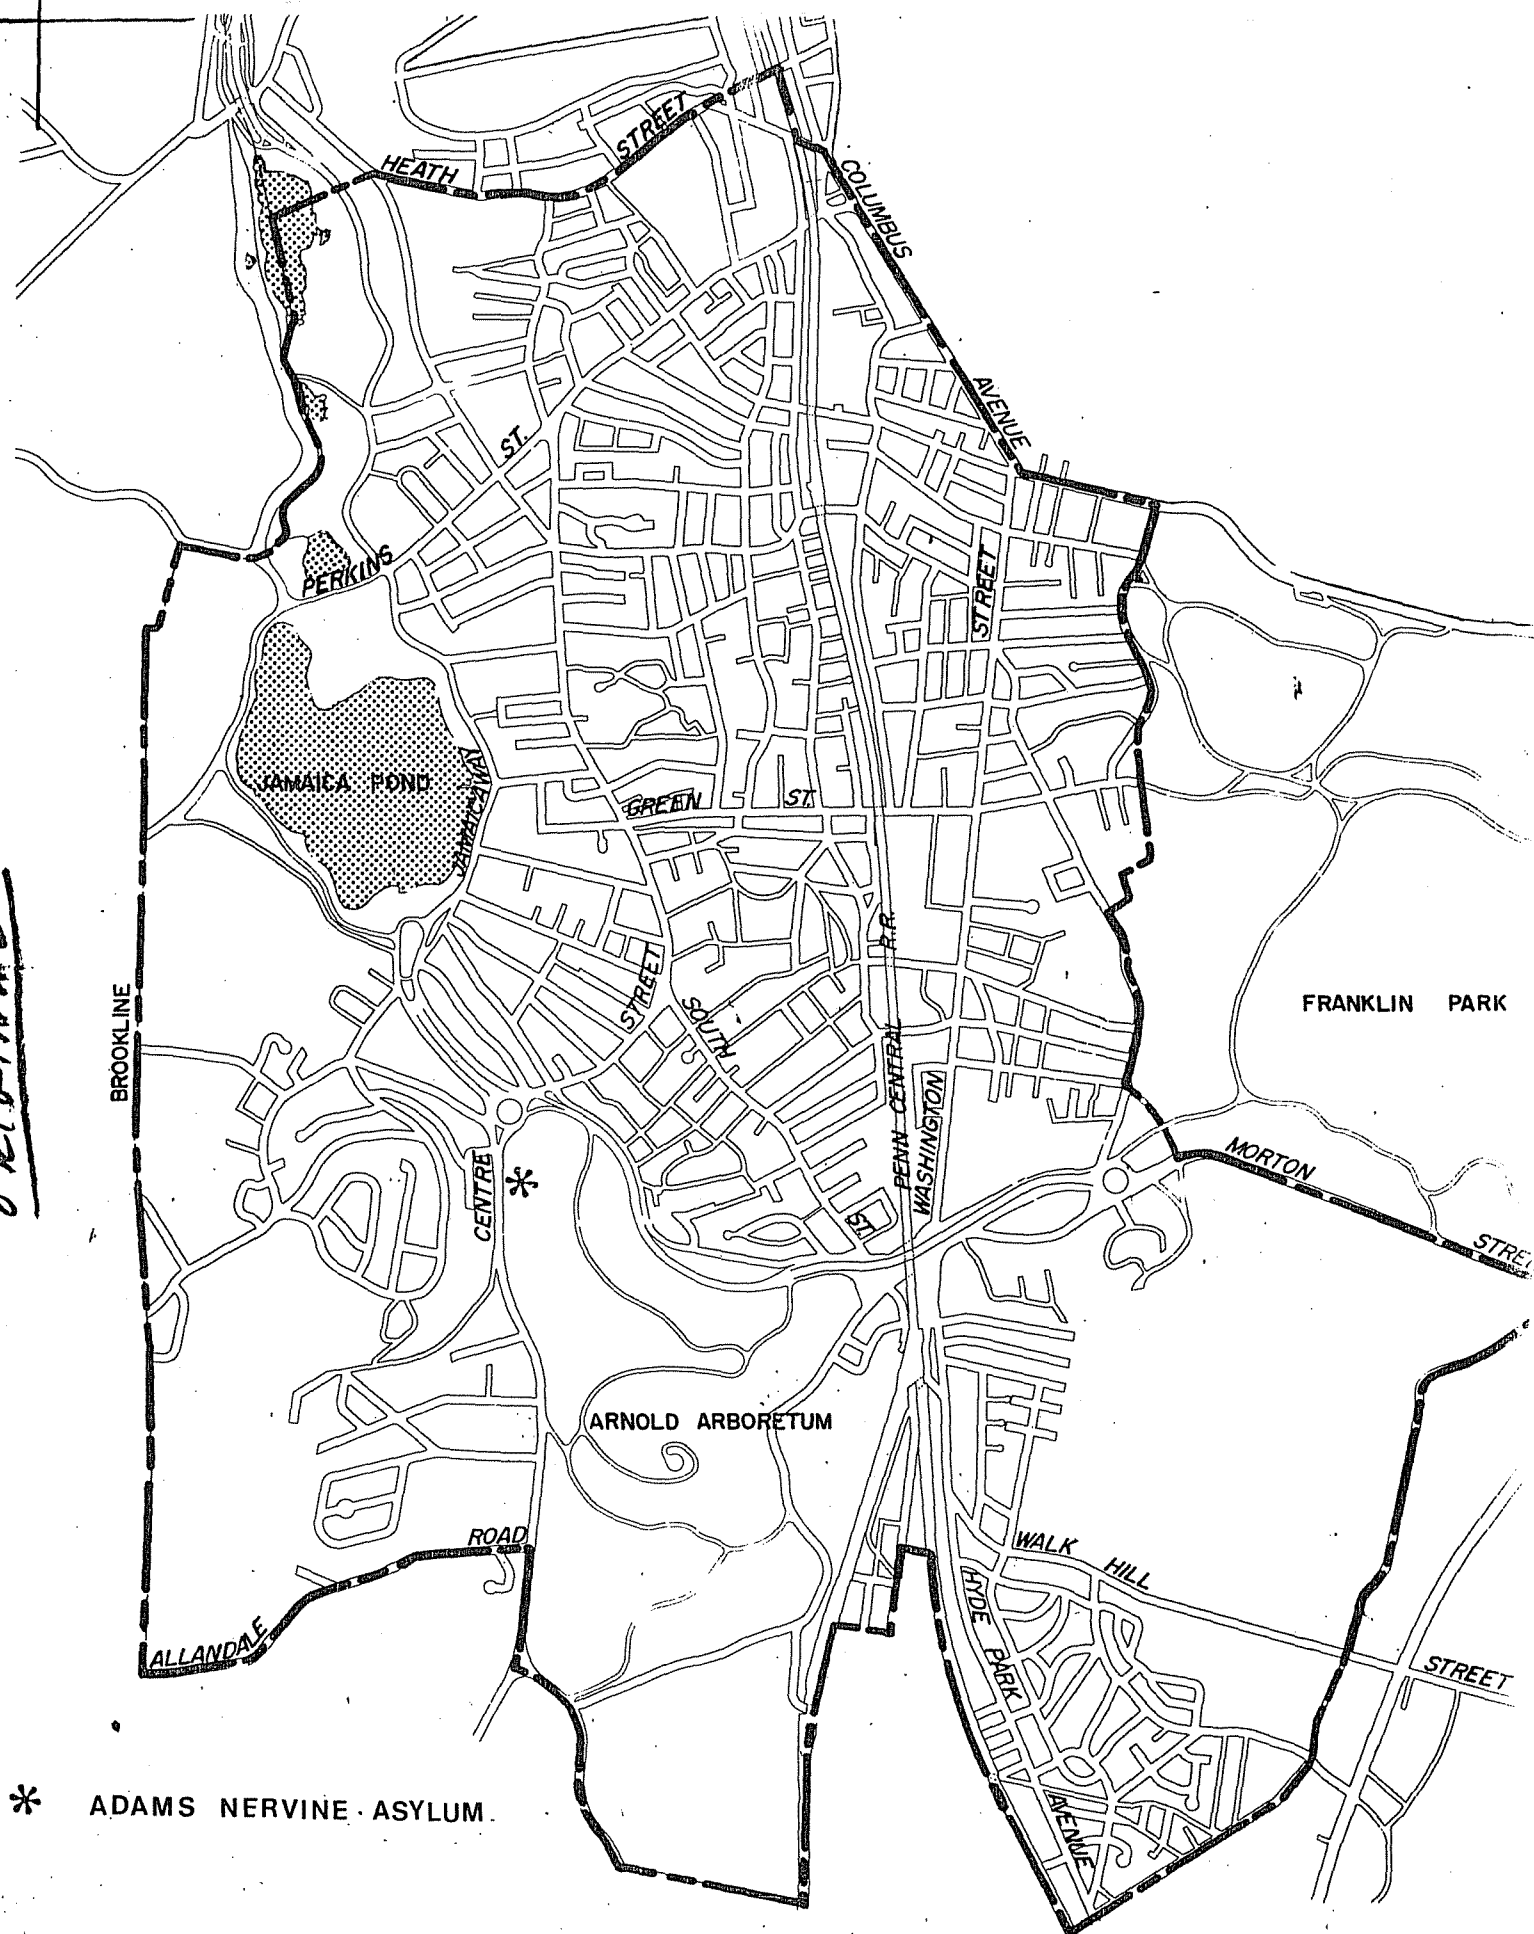 HEATH
STREET
COLUMBUS
AVENUE
ST.
PERKINS
STREET
JAMAICA POND
JAMAICAWAY
GREEN ST.
R.R.
STREET
SOUTH
FRANKLIN PARK
BROOKLINE
PENN CENTRAL
WASHINGTON
MORTON
CENTRE
*
ST.
ARNOLD ARBORETUM
ROAD
WALK HILL
HYDE PARK
ALLANDALE
STREET
AVENUE
* ADAMS NERVINE ASYLUM